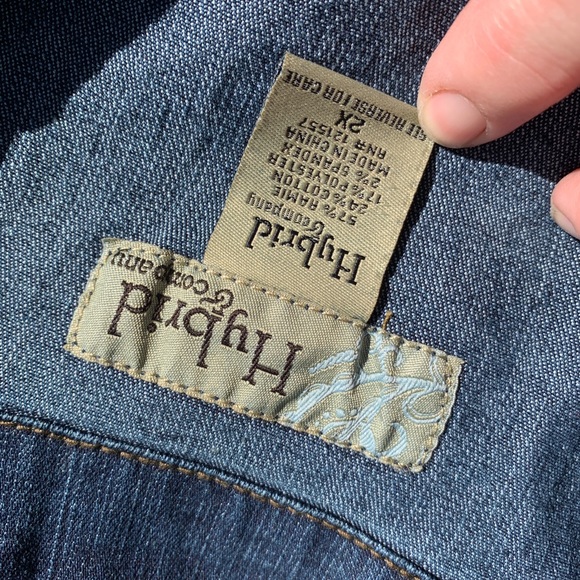 Hybrid
& company
57% RAMIE
24% COTTON
17% POLYESTER
2% SPANDEX
MADE IN CHINA
RN# 121557
2X
REVERSE FOR CARE
Hybrid
& company